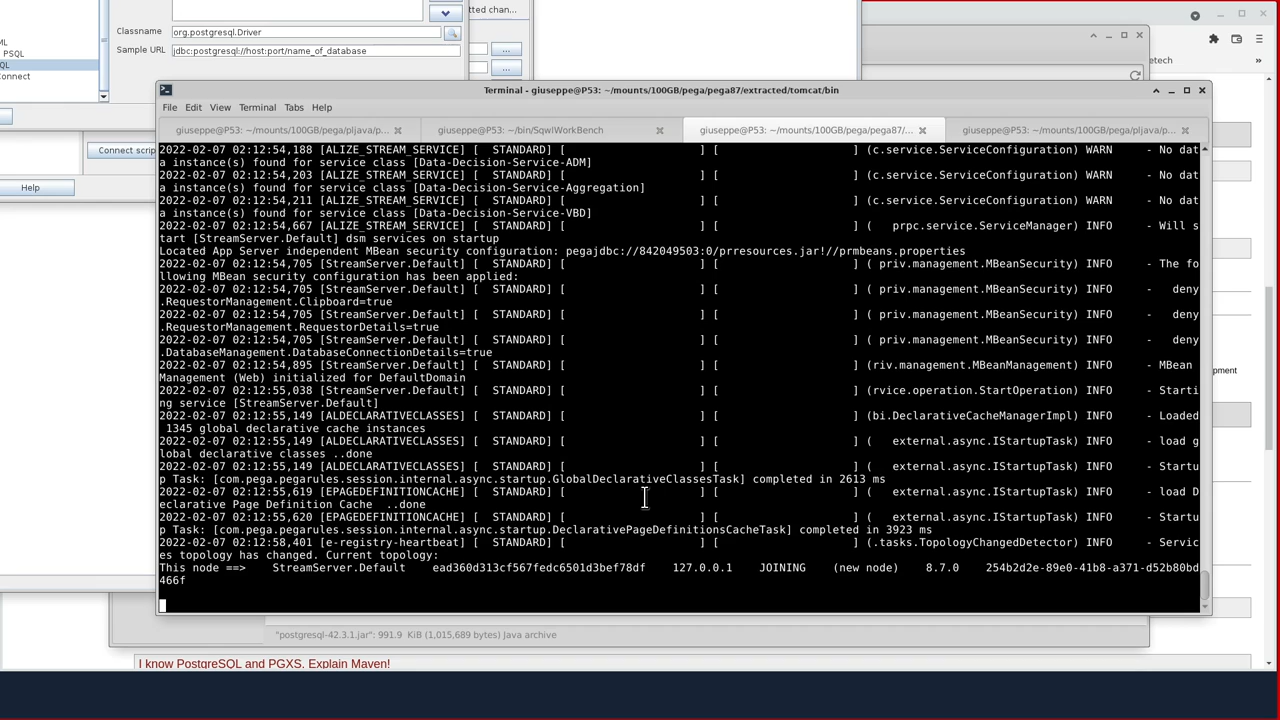 tted chan...
Classname
org.postgresql.Driver
Sample URL
jdbc:postgresql://host:port/name_of_database
...
...
ML
PSQL
QL
Connect
Connect scrip
Help
etech
»
Terminal - giuseppe@P53: ~/mounts/100GB/pega/pega87/extracted/tomcat/bin
File Edit View Terminal Tabs Help
giuseppe@P53: ~/mounts/100GB/pega/pljava/p...
giuseppe@P53: ~/bin/SqwlWorkBench
giuseppe@P53: ~/mounts/100GB/pega/pega87/...
giuseppe@P53: ~/mounts/100GB/pega/pljava/p...
2022-02-07 02:12:54,188 [ALIZE_STREAM_SERVICE] [  STANDARD] [                    ] [                    ] (c.service.ServiceConfiguration) WARN    - No dat
a instance(s) found for service class [Data-Decision-Service-ADM]
2022-02-07 02:12:54,203 [ALIZE_STREAM_SERVICE] [  STANDARD] [                    ] [                    ] (c.service.ServiceConfiguration) WARN    - No dat
a instance(s) found for service class [Data-Decision-Service-Aggregation]
2022-02-07 02:12:54,211 [ALIZE_STREAM_SERVICE] [  STANDARD] [                    ] [                    ] (c.service.ServiceConfiguration) WARN    - No dat
a instance(s) found for service class [Data-Decision-Service-VBD]
2022-02-07 02:12:54,667 [ALIZE_STREAM_SERVICE] [  STANDARD] [                    ] [                    ] (   prpc.service.ServiceManager) INFO    - Will s
tart [StreamServer.Default] dsm services on startup
Located App Server independent MBean security configuration: pegajdbc://842049503:0/prresources.jar!//prmbeans.properties
2022-02-07 02:12:54,705 [StreamServer.Default] [  STANDARD] [                    ] [                    ] ( priv.management.MBeanSecurity) INFO    - The fo
llowing MBean security configuration has been applied:
2022-02-07 02:12:54,705 [StreamServer.Default] [  STANDARD] [                    ] [                    ] ( priv.management.MBeanSecurity) INFO    -   deny
.RequestorManagement.Clipboard=true
2022-02-07 02:12:54,705 [StreamServer.Default] [  STANDARD] [                    ] [                    ] ( priv.management.MBeanSecurity) INFO    -   deny
.RequestorManagement.RequestorDetails=true
2022-02-07 02:12:54,705 [StreamServer.Default] [  STANDARD] [                    ] [                    ] ( priv.management.MBeanSecurity) INFO    -   deny
.DatabaseManagement.DatabaseConnectionDetails=true
2022-02-07 02:12:54,895 [StreamServer.Default] [  STANDARD] [                    ] [                    ] (riv.management.MBeanManagement) INFO    - MBean 
Management (Web) initialized for DefaultDomain
2022-02-07 02:12:55,038 [StreamServer.Default] [  STANDARD] [                    ] [                    ] (rvice.operation.StartOperation) INFO    - Starti
ng service [StreamServer.Default]
2022-02-07 02:12:55,149 [ALDECLARATIVECLASSES] [  STANDARD] [                    ] [                    ] (bi.DeclarativeCacheManagerImpl) INFO    - Loaded
 1345 global declarative cache instances
2022-02-07 02:12:55,149 [ALDECLARATIVECLASSES] [  STANDARD] [                    ] [                    ] (   external.async.IStartupTask) INFO    - load g
lobal declarative classes ..done
2022-02-07 02:12:55,149 [ALDECLARATIVECLASSES] [  STANDARD] [                    ] [                    ] (   external.async.IStartupTask) INFO    - Startu
p Task: [com.pega.pegarules.session.internal.async.startup.GlobalDeclarativeClassesTask] completed in 2613 ms
2022-02-07 02:12:55,619 [EPAGEDEFINITIONCACHE] [  STANDARD] [                    ] [                    ] (   external.async.IStartupTask) INFO    - load D
eclarative Page Definition Cache  ..done
2022-02-07 02:12:55,620 [EPAGEDEFINITIONCACHE] [  STANDARD] [                    ] [                    ] (   external.async.IStartupTask) INFO    - Startu
p Task: [com.pega.pegarules.session.internal.async.startup.DeclarativePageDefinitionsCacheTask] completed in 3923 ms
2022-02-07 02:12:58,401 [e-registry-heartbeat] [  STANDARD] [                    ] [                    ] (.tasks.TopologyChangedDetector) INFO    - Servic
es topology has changed. Current topology:
This node ==>    StreamServer.Default    ead360d313cf567fedc6501d3bef78df    127.0.0.1    JOINING    (new node)    8.7.0    254b2d2e-89e0-41b8-a371-d52b80bd
466f
pment
"postgresql-42.3.1.jar": 991.9 KiB (1,015,689 bytes) Java archive
I know PostgreSQL and PGXS. Explain Maven!